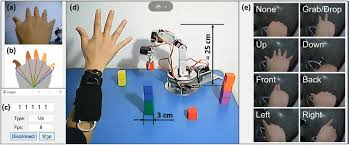 (a)
(b)
(c)
1 1 1 1 1
Type: Up
Fps: 8
Disconnect Stop
(d)
25 cm
3 cm
(e)
None Grab/Drop
Up Down
Front Back
Left Right